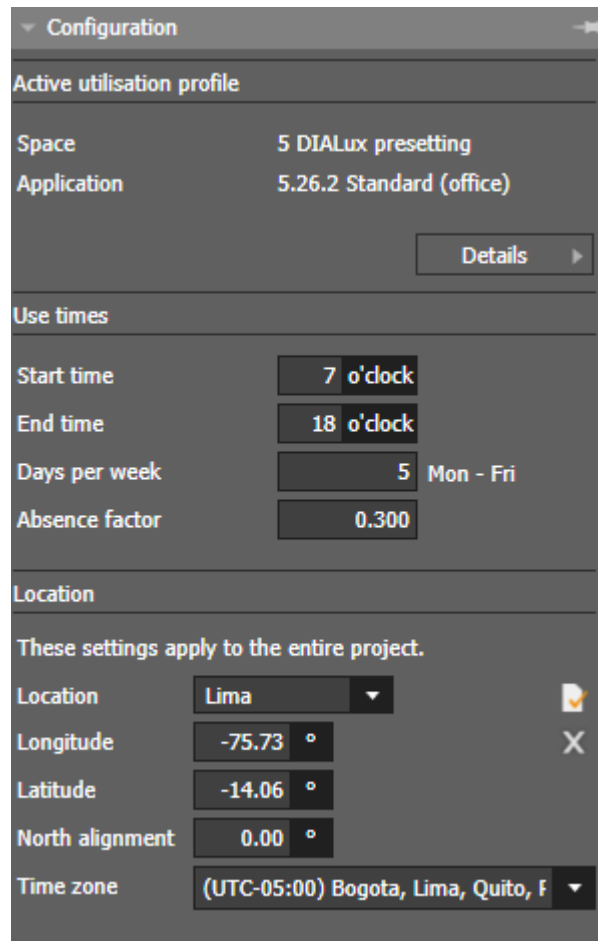 Configuration
Active utilisation profile
Space 5 DIALux presetting
Application 5.26.2 Standard (office)
Details
Use times
Start time 7 o'clock
End time 18 o'clock
Days per week 5 Mon - Fri
Absence factor 0.300
Location
These settings apply to the entire project.
Location Lima
Longitude -75.73 °
Latitude -14.06 °
North alignment 0.00 °
Time zone (UTC-05:00) Bogota, Lima, Quito,